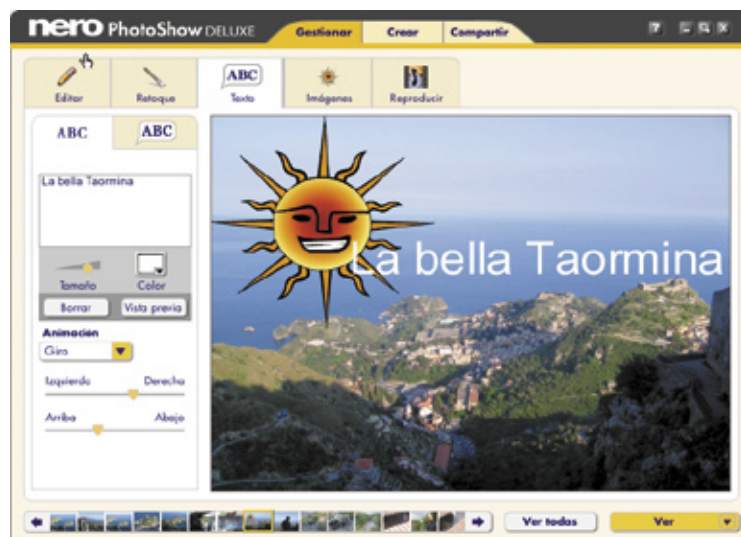 nero PhotoShow DELUXE
Gestionar
Crear
Compartir
?
Editar
Retoque
ABC
Texto
Imágenes
Reproducir
ABC
ABC
La bella Taormina
Tamaño
Color
Borrar
Vista previa
Animacion
Giro
Izquierda
Derecha
Arriba
Abajo
La bella Taormina
Ver todas
Ver